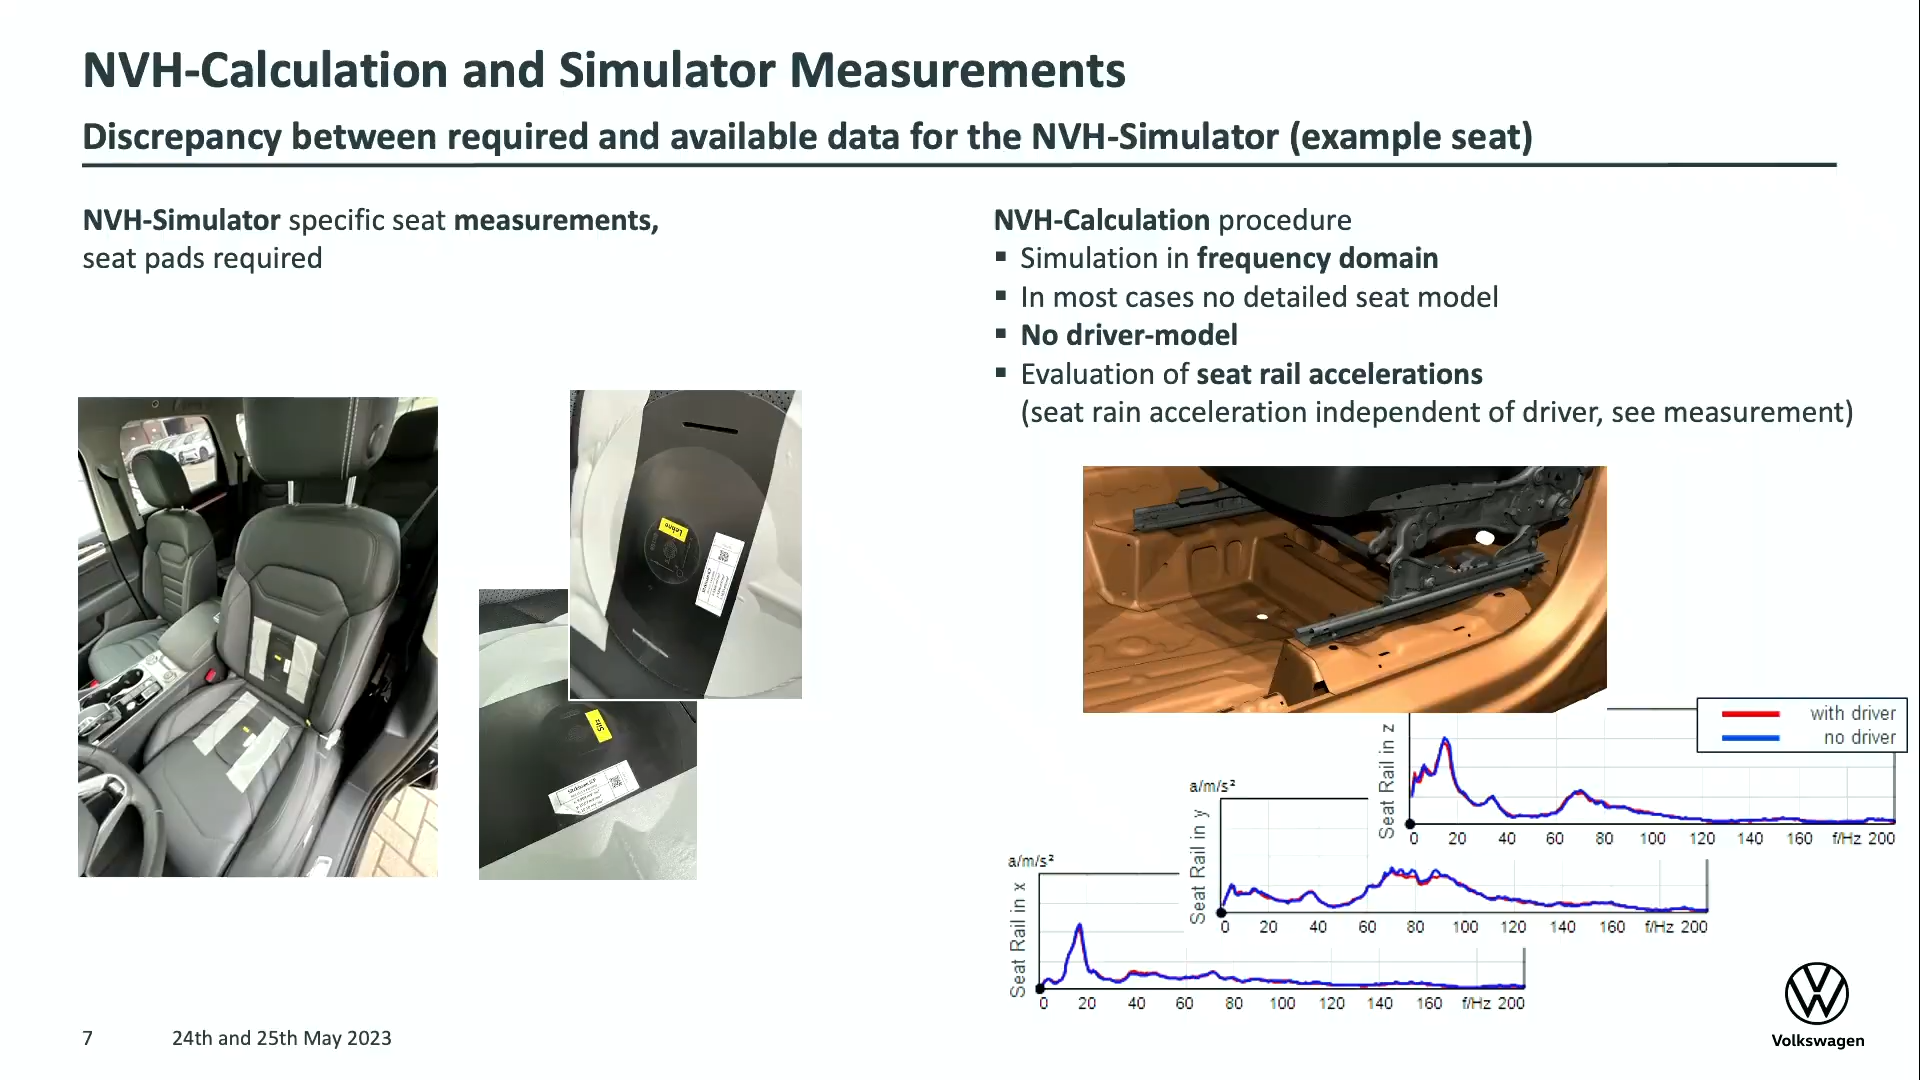 NVH-Calculation and Simulator Measurements
Discrepancy between required and available data for the NVH-Simulator (example seat)
NVH-Simulator specific seat measurements,
seat pads required
NVH-Calculation procedure
▪ Simulation in frequency domain
▪ In most cases no detailed seat model
▪ No driver-model
▪ Evaluation of seat rail accelerations
(seat rain acceleration independent of driver, see measurement)
Lehne
Sitz
with driver
no driver
Seat Rail in z
0 20 40 60 80 100 120 140 160 f/Hz 200
a/m/s²
Seat Rail in y
0 20 40 60 80 100 120 140 160 f/Hz 200
a/m/s²
Seat Rail in x
0 20 40 60 80 100 120 140 160 f/Hz 200
7 24th and 25th May 2023
Volkswagen